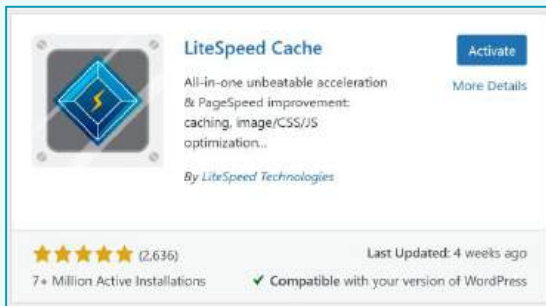 LiteSpeed Cache
Activate
All-in-one unbeatable acceleration
& PageSpeed improvement:
caching, image/CSS/JS
optimization...
More Details
By LiteSpeed Technologies
(2,636)
Last Updated: 4 weeks ago
7+ Million Active Installations
✔ Compatible with your version of WordPress